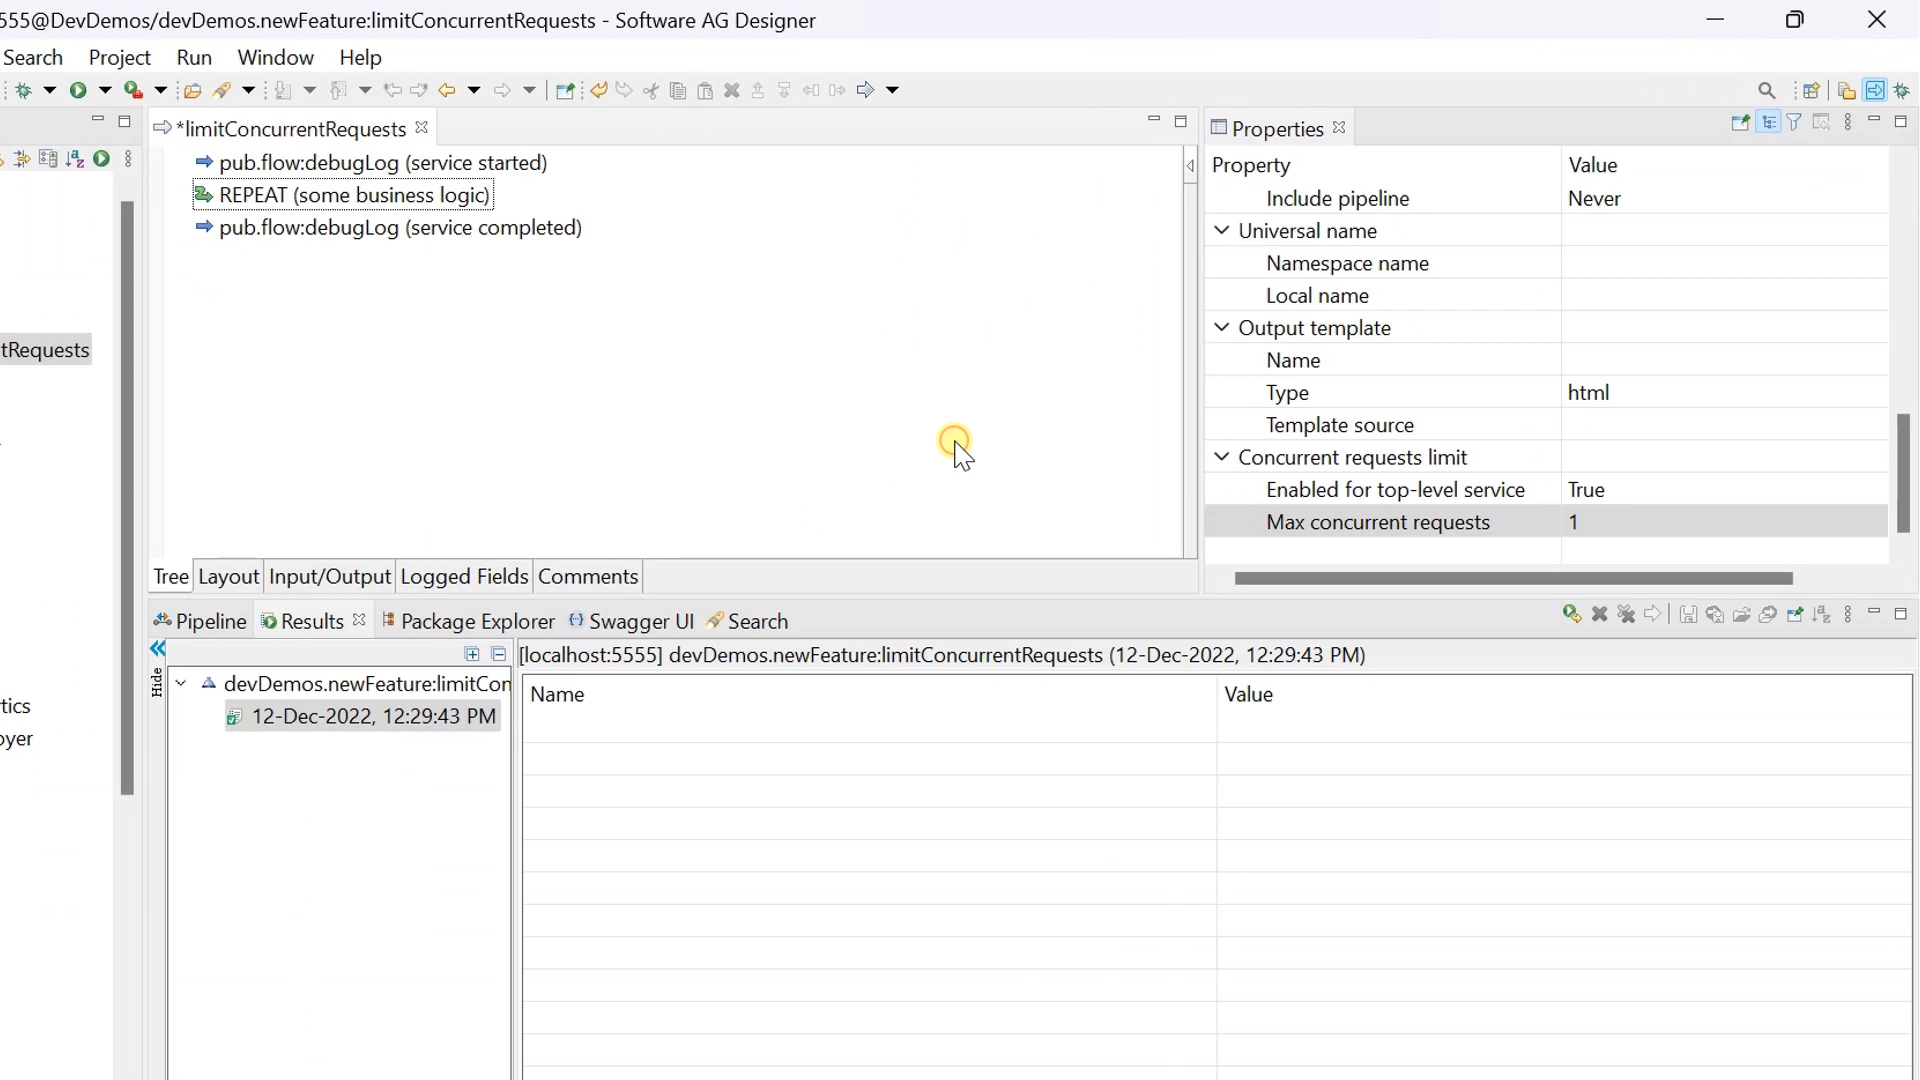 555@DevDemos/devDemos.newFeature:limitConcurrentRequests - Software AG Designer
Search Project Run Window Help
*limitConcurrentRequests
pub.flow:debugLog (service started)
REPEAT (some business logic)
pub.flow:debugLog (service completed)
tRequests
tics
oyer
Tree Layout Input/Output Logged Fields Comments
Properties
Property Value
Include pipeline Never
Universal name
Namespace name
Local name
Output template
Name
Type html
Template source
Concurrent requests limit
Enabled for top-level service True
Max concurrent requests 1
Pipeline Results Package Explorer Swagger UI Search
Hide
devDemos.newFeature:limitCon
12-Dec-2022, 12:29:43 PM
[localhost:5555] devDemos.newFeature:limitConcurrentRequests (12-Dec-2022, 12:29:43 PM)
Name Value